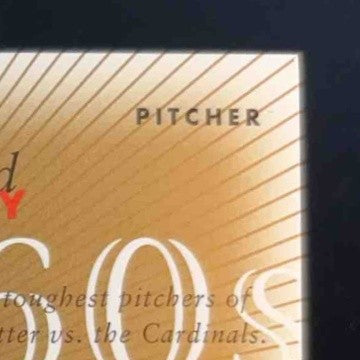 PITCHER
d
Y
60s
toughest pitchers of
tter vs. the Cardinals.